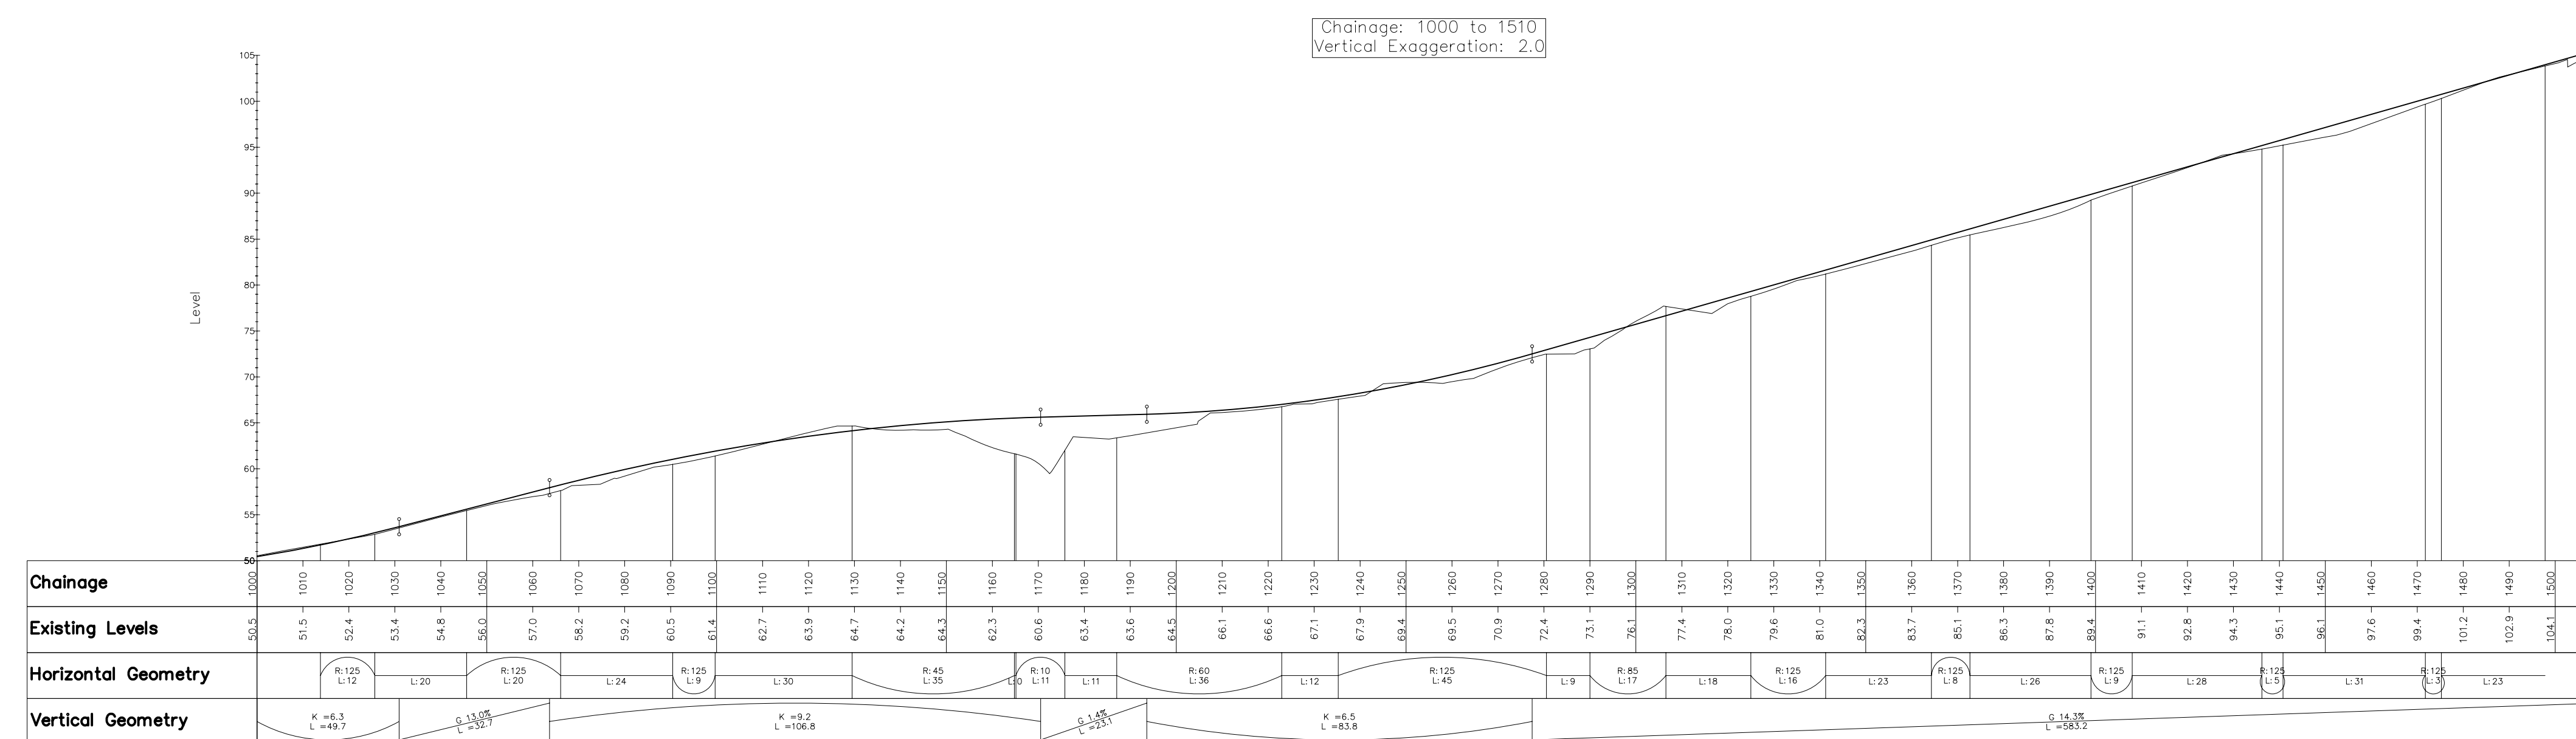 Chainage: 1000 to 1510
Vertical Exaggeration: 2.0
105
100
95
90
85
80
75
70
65
60
55
50
Level
Chainage 1000 1010 1020 1030 1040 1050 1060 1070 1080 1090 1100 1110 1120 1130 1140 1150 1160 1170 1180 1190 1200 1210 1220 1230 1240 1250 1260 1270 1280 1290 1300 1310 1320 1330 1340 1350 1360 1370 1380 1390 1400 1410 1420 1430 1440 1450 1460 1470 1480 1490 1500
Existing Levels 50.5 51.5 52.4 53.4 54.8 56.0 57.0 58.2 59.2 60.5 61.4 62.7 63.9 64.7 64.2 64.3 62.3 60.6 63.4 63.6 64.5 66.1 66.6 67.1 67.9 69.4 69.5 70.9 72.4 73.1 76.1 77.4 78.0 79.6 81.0 82.3 83.7 85.1 86.3 87.8 89.4 91.1 92.8 94.3 95.1 96.1 97.6 99.4 101.2 102.9 104.1
Horizontal Geometry
R:125 R:125 R:125 R:45 R:10 R:60 R:125 R:85 R:125 R:125 R:125 R:125 R:125
L:12 L:20 L:20 L:24 L:9 L:30 L:35 L:0 L:11 L:11 L:36 L:12 L:45 L:9 L:17 L:18 L:16 L:23 L:8 L:26 L:9 L:28 L:5 L:31 L:3 L:23
Vertical Geometry
K =6.3 G 13.0% K =9.2 G 1.4% K =6.5 G 14.3%
L =49.7 L =32.7 L =106.8 L =23.1 L =83.8 L =583.2